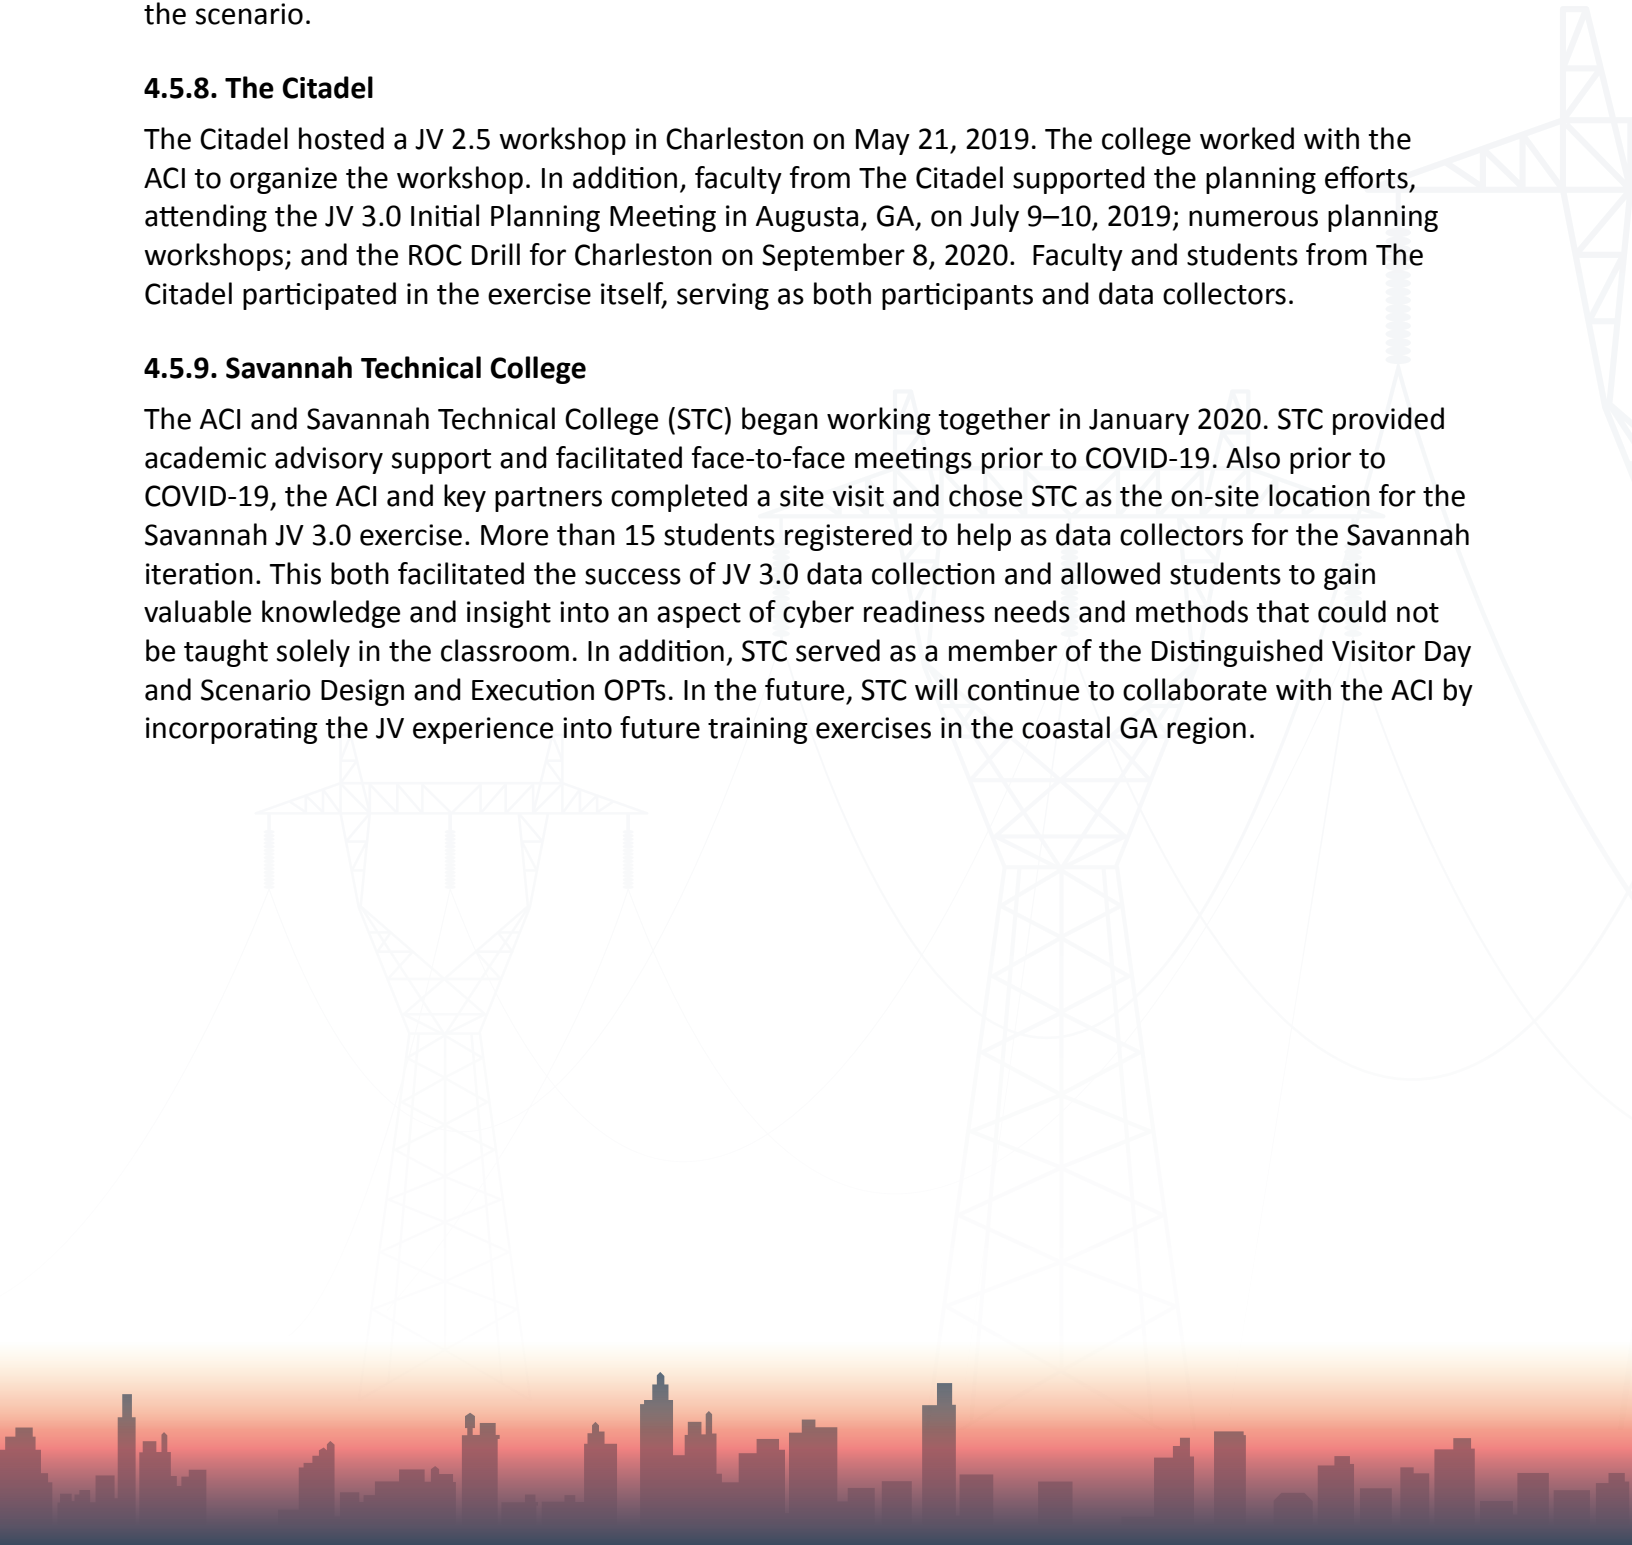 the scenario.
4.5.8. The Citadel
The Citadel hosted a JV 2.5 workshop in Charleston on May 21, 2019. The college worked with the
ACI to organize the workshop. In addition, faculty from The Citadel supported the planning efforts,
attending the JV 3.0 Initial Planning Meeting in Augusta, GA, on July 9–10, 2019; numerous planning
workshops; and the ROC Drill for Charleston on September 8, 2020.  Faculty and students from The
Citadel participated in the exercise itself, serving as both participants and data collectors.
4.5.9. Savannah Technical College
The ACI and Savannah Technical College (STC) began working together in January 2020. STC provided
academic advisory support and facilitated face-to-face meetings prior to COVID-19. Also prior to
COVID-19, the ACI and key partners completed a site visit and chose STC as the on-site location for the
Savannah JV 3.0 exercise. More than 15 students registered to help as data collectors for the Savannah
iteration. This both facilitated the success of JV 3.0 data collection and allowed students to gain
valuable knowledge and insight into an aspect of cyber readiness needs and methods that could not
be taught solely in the classroom. In addition, STC served as a member of the Distinguished Visitor Day
and Scenario Design and Execution OPTs. In the future, STC will continue to collaborate with the ACI by
incorporating the JV experience into future training exercises in the coastal GA region.